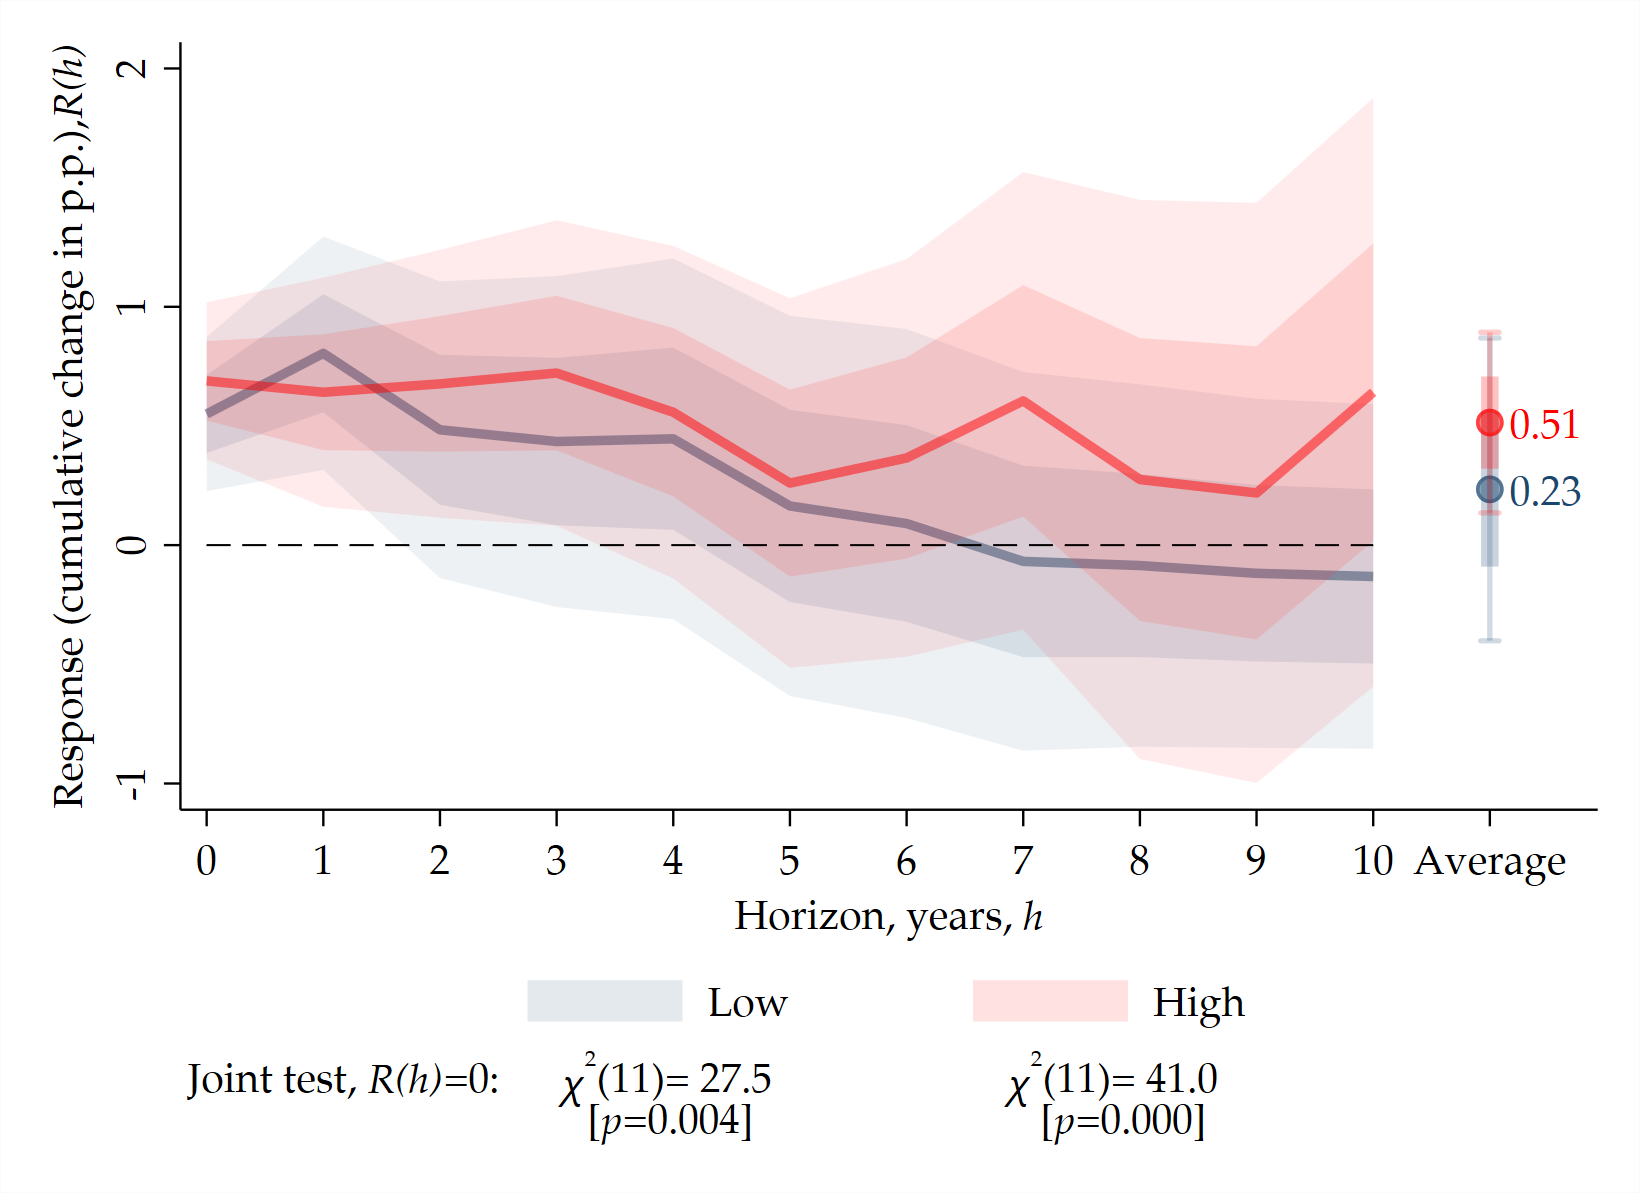 Response (cumulative change in p.p.),R(h)
2
1
0
-1
0.51
0.23
0 1 2 3 4 5 6 7 8 9 10 Average
Horizon, years, h
Low High
Joint test, R(h)=0: χ²(11)= 27.5 χ²(11)= 41.0
[p=0.004] [p=0.000]